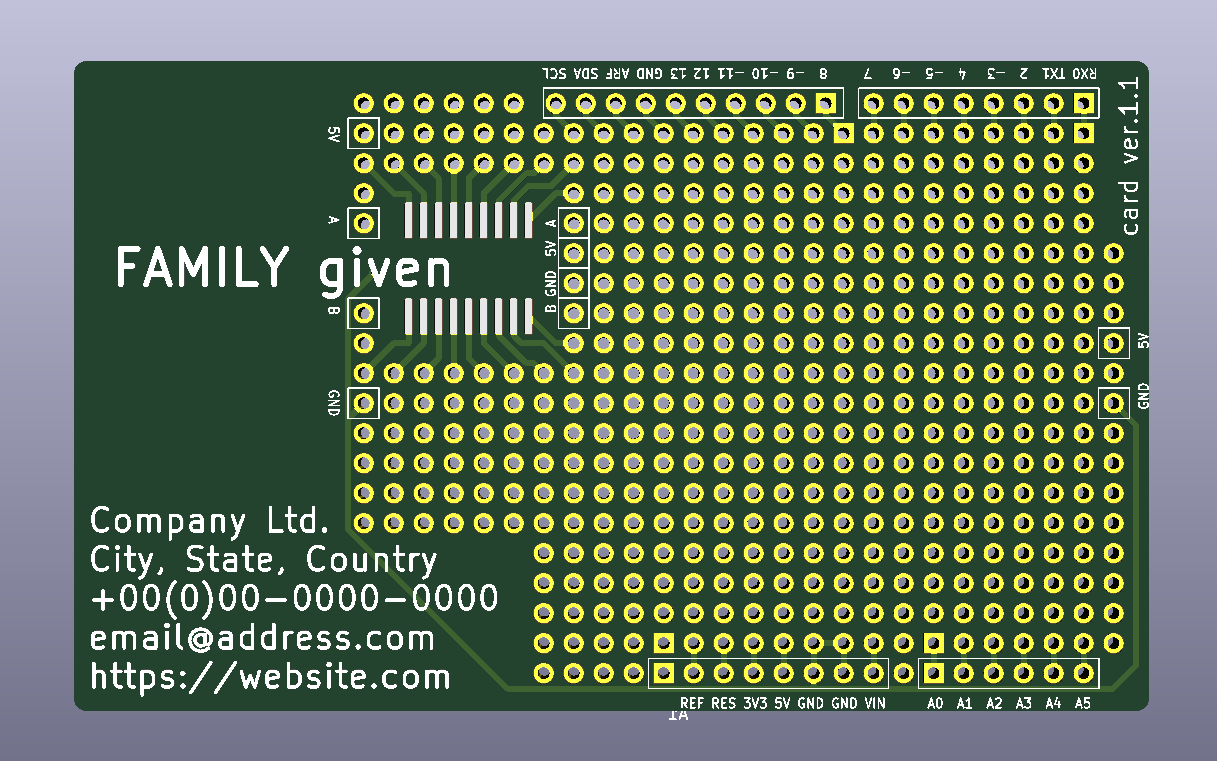 SCL SDA ARF GND 13 12 -11 -10 -9 8 7 -6 -5 4 -3 2 TX1 RX0
card ver.1.1
5V
A
A
5V
GND
B
FAMILY given
B
5V
GND
GND
Company Ltd.
City, State, Country
+00(0)00-0000-0000
email@address.com
https://website.com
REF RES 3V3 5V GND GND VIN A0 A1 A2 A3 A4 A5